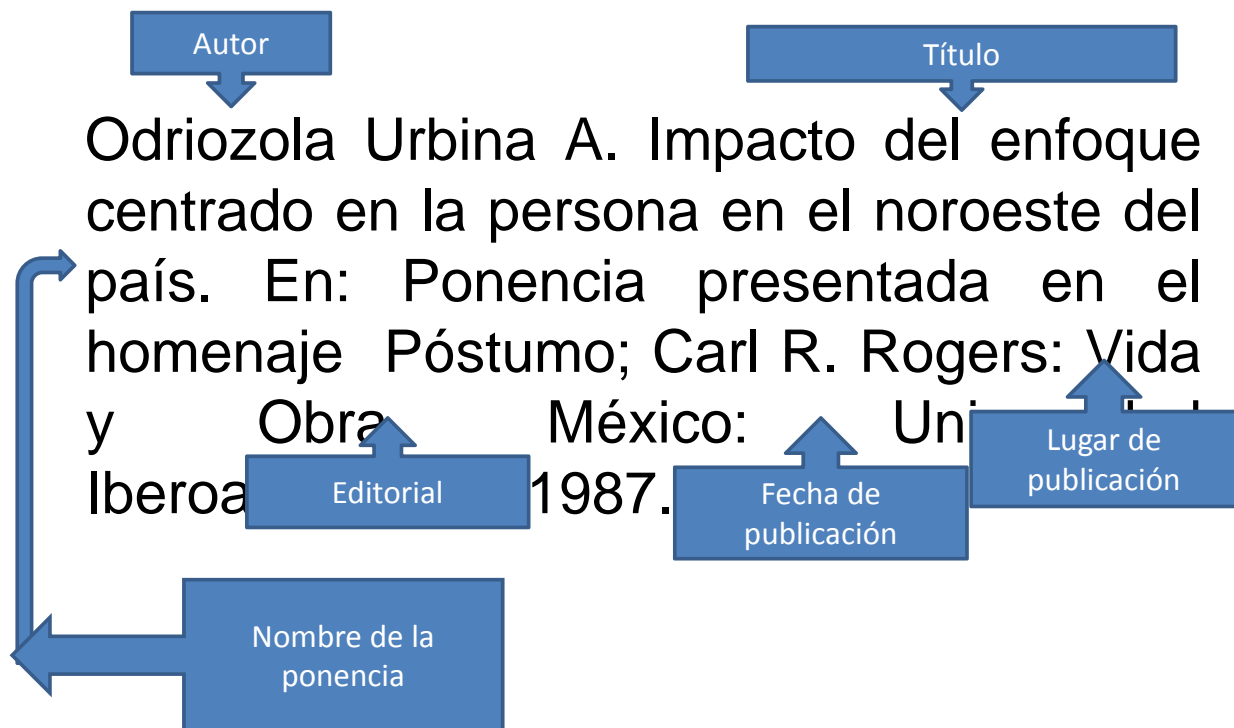 Autor
Título
Odriozola Urbina A. Impacto del enfoque
centrado en la persona en el noroeste del
país. En: Ponencia presentada en el
homenaje Póstumo; Carl R. Rogers: Vida
y Obra México:
Lugar de
publicación
Editorial
1987.
Fecha de
publicación
Nombre de la
ponencia